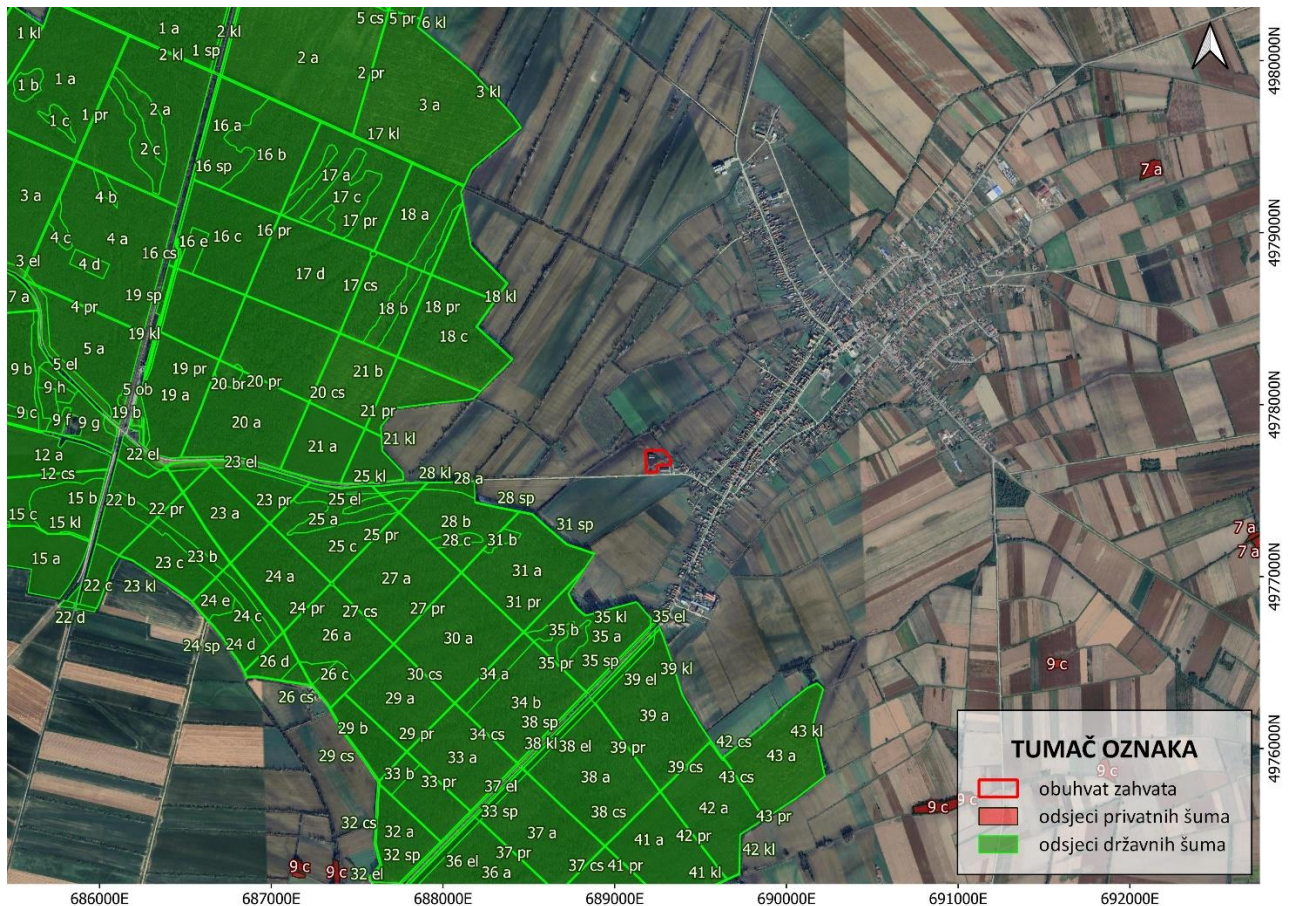 5 cs 5 pr 6 kl
1 kl 1 a 2 kl
2 kl 1 sp 2 a
1 a 2 pr
1 b 3 kl
2 a 3 a
1 pr
1 c 16 a 17 kl
2 c 16 b
16 sp 17 a
7 a
3 a 4 b 17 c
18 a
17 pr
4 c 4 a 16 e 16 c 16 pr
16 cs
3 el 4 d 17 d
17 cs
7 a 19 sp 18 kl
4 pr 18 b 18 pr
19 kl
5 a 18 c
9 b 5 el 19 pr 21 b
9 h 5 ob 20 br 20 pr 20 cs
19 a
9 c 9 f 9 g 19 b 21 pr
20 a
21 kl
12 a 22 el 21 a
23 el
12 cs 25 kl 28 kl 28 a
15 b 22 b 23 pr 25 el 28 sp
15 c 15 kl 22 pr 23 a 25 a 28 b 31 sp
25 pr
28 c 31 b
7 a
15 a 23 c 23 b 25 c
7 a
22 c 23 kl 24 a 27 a 31 a
24 e
22 d 24 c 24 pr 27 cs 27 pr 31 pr
35 kl 35 el
24 sp 24 d 26 a 30 a 35 b 35 a
26 d 35 pr 35 sp 39 kl
9 c
26 c 30 cs 34 a 39 el
26 cs 29 a 34 b
29 b 29 pr 34 cs 38 sp 39 a
43 kl
29 cs 33 a 38 kl 38 el 39 pr 42 cs 43 a
33 b 33 pr 37 el 38 a 39 cs 43 cs
9 c
32 cs 33 sp 38 cs 42 a 43 pr
9 c 9 c
32 a 37 a 41 a 42 pr
32 sp 36 el 37 pr 42 kl
9 c 9 c 32 el 36 a 37 cs 41 pr 41 kl
TUMAČ OZNAKA
obuhvat zahvata
odsjeci privatnih šuma
odsjeci državnih šuma
4980000N
4979000N
4978000N
4977000N
4976000N
686000E 687000E 688000E 689000E 690000E 691000E 692000E